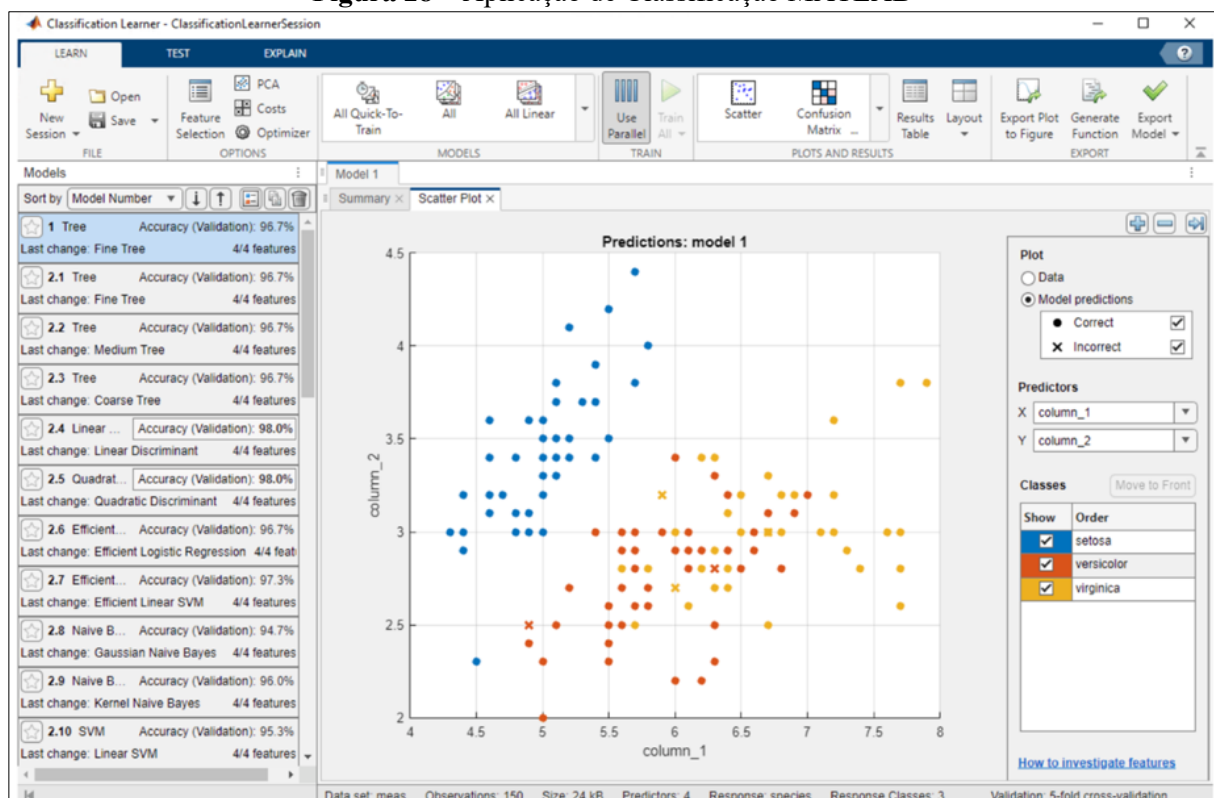 Figura 28 – Aplicação de Classificação MATLAB
Classification Learner - ClassificationLearnerSession
LEARN TEST EXPLAIN
New Session
Open
Save
FILE
Feature Selection
PCA
Costs
Optimizer
OPTIONS
All Quick-To-Train
All
All Linear
MODELS
Use Parallel
Train All
TRAIN
Scatter
Confusion Matrix ...
Results Table
Layout
PLOTS AND RESULTS
Export Plot to Figure
Generate Function
Export Model
EXPORT
Models
Sort by Model Number
1 Tree Accuracy (Validation): 96.7%
Last change: Fine Tree 4/4 features
2.1 Tree Accuracy (Validation): 96.7%
Last change: Fine Tree 4/4 features
2.2 Tree Accuracy (Validation): 96.7%
Last change: Medium Tree 4/4 features
2.3 Tree Accuracy (Validation): 96.7%
Last change: Coarse Tree 4/4 features
2.4 Linear ... Accuracy (Validation): 98.0%
Last change: Linear Discriminant 4/4 features
2.5 Quadrat... Accuracy (Validation): 98.0%
Last change: Quadratic Discriminant 4/4 features
2.6 Efficient... Accuracy (Validation): 96.7%
Last change: Efficient Logistic Regression 4/4 feat
2.7 Efficient... Accuracy (Validation): 97.3%
Last change: Efficient Linear SVM 4/4 features
2.8 Naive B... Accuracy (Validation): 94.7%
Last change: Gaussian Naive Bayes 4/4 features
2.9 Naive B... Accuracy (Validation): 96.0%
Last change: Kernel Naive Bayes 4/4 features
2.10 SVM Accuracy (Validation): 95.3%
Last change: Linear SVM 4/4 features
Model 1
Summary
Scatter Plot
Predictions: model 1
4.5
4
3.5
3
2.5
2
column_2
4 4.5 5 5.5 6 6.5 7 7.5 8
column_1
Plot
Data
Model predictions
Correct
Incorrect
Predictors
X column_1
Y column_2
Classes Move to Front
Show Order
setosa
versicolor
virginica
How to investigate features
Data set: meas Observations: 150 Size: 24 kB Predictors: 4 Response: species Response Classes: 3 Validation: 5-fold cross-validation